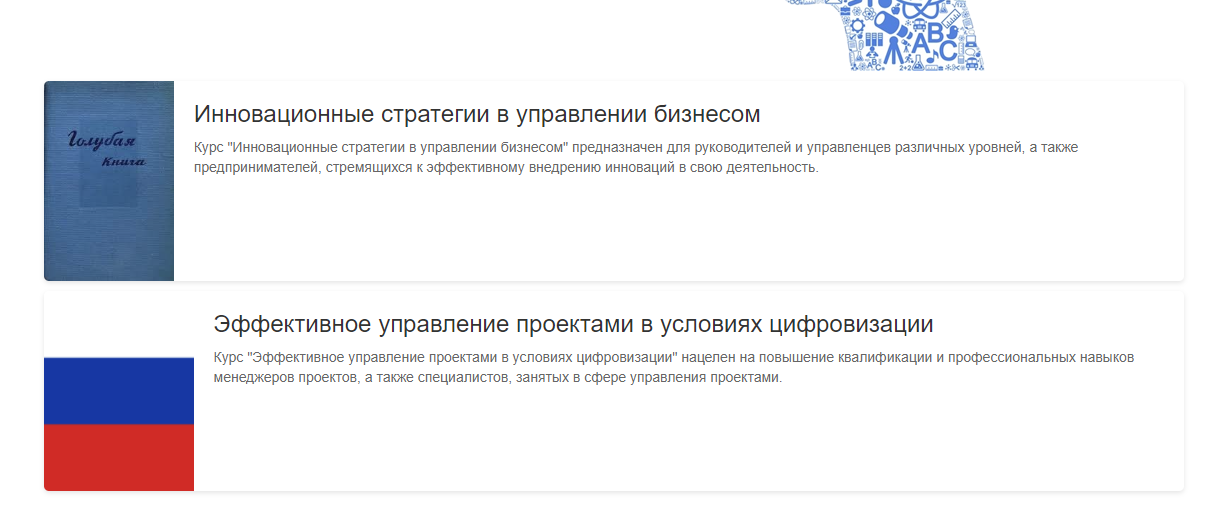 ABC
Инновационные стратегии в управлении бизнесом
Голубая
Книга
Курс "Инновационные стратегии в управлении бизнесом" предназначен для руководителей и управленцев различных уровней, а также
предпринимателей, стремящихся к эффективному внедрению инноваций в свою деятельность.
Эффективное управление проектами в условиях цифровизации
Курс "Эффективное управление проектами в условиях цифровизации" нацелен на повышение квалификации и профессиональных навыков
менеджеров проектов, а также специалистов, занятых в сфере управления проектами.